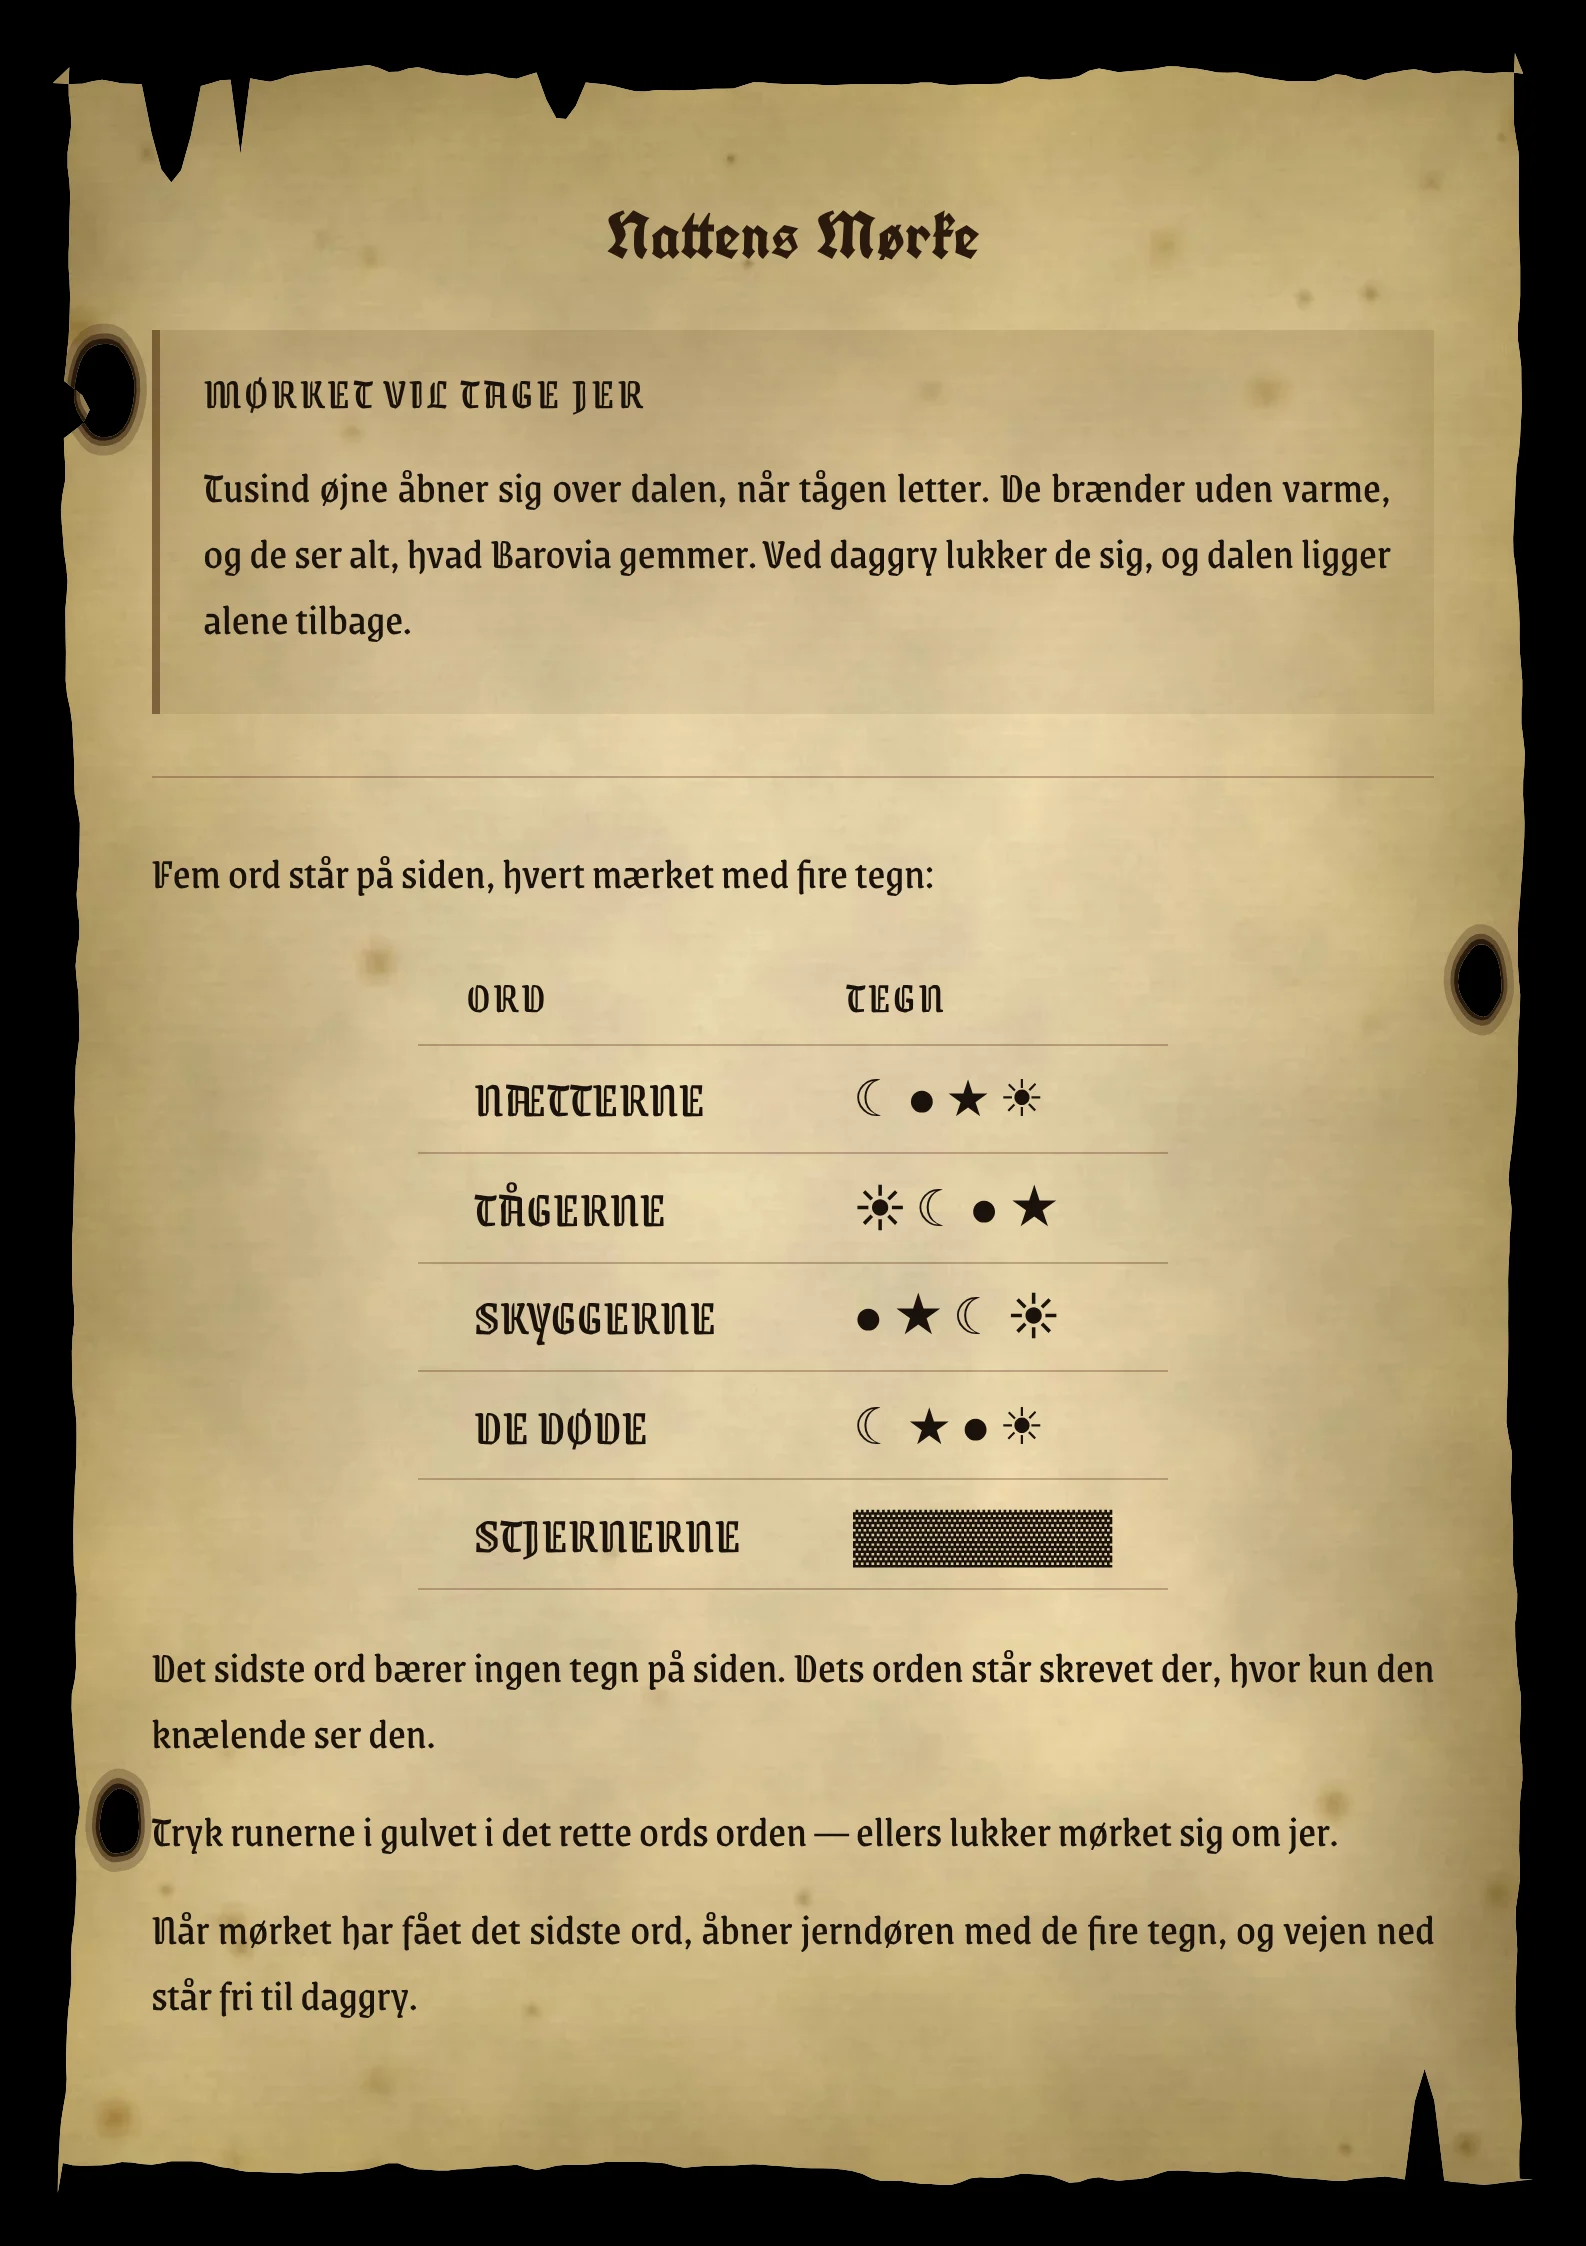 Nattens Mørke
MØRKET VIL TAGE JER
Tusind øjne åbner sig over dalen, når tågen letter. De brænder uden varme,
og de ser alt, hvad Barovia gemmer. Ved daggry lukker de sig, og dalen ligger
alene tilbage.
Fem ord står på siden, hvert mærket med fire tegn:
ORD TEGN
NÆTTERNE ☾ ● ★ ☀
TÅGERNE ☀ ☾ ● ★
SKYGGERNE ● ★ ☾ ☀
DE DØDE ☾ ★ ● ☀
STJERNERNE ▓▓▓▓▓▓▓▓
Det sidste ord bærer ingen tegn på siden. Dets orden står skrevet der, hvor kun den
knælende ser den.
Tryk runerne i gulvet i det rette ords orden — ellers lukker mørket sig om jer.
Når mørket har fået det sidste ord, åbner jerndøren med de fire tegn, og vejen ned
står fri til daggry.